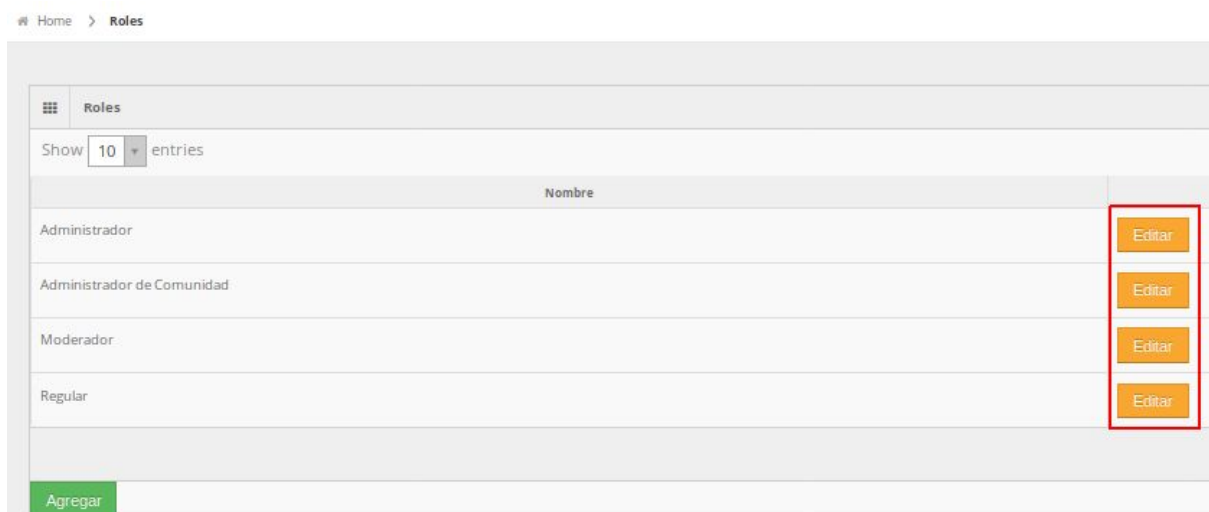 Home > Roles
Roles
Show 10 entries
Nombre
Administrador Editar
Administrador de Comunidad Editar
Moderador Editar
Regular Editar
Agregar